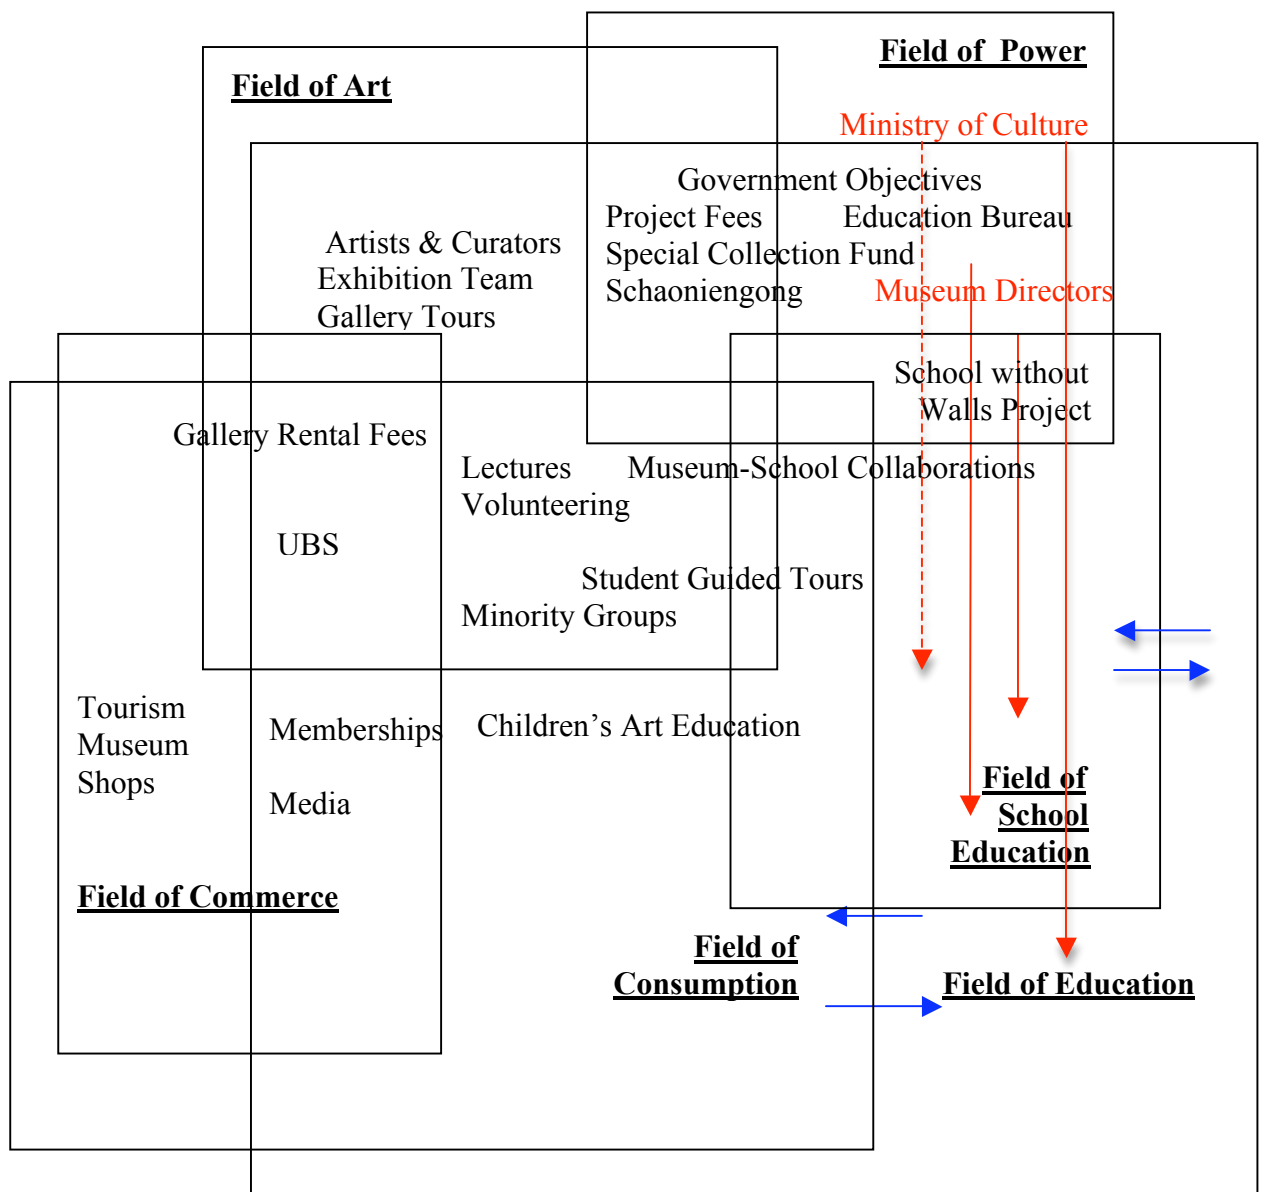 Field of Power
Field of Art
Ministry of Culture
Government Objectives
Project Fees
Education Bureau
Artists & Curators
Special Collection Fund
Exhibition Team
Schaoniengong
Museum Directors
Gallery Tours
School without
Walls Project
Gallery Rental Fees
Lectures
Museum-School Collaborations
Volunteering
UBS
Student Guided Tours
Minority Groups
Tourism
Museum
Shops
Memberships
Children's Art Education
Media
Field of
School
Education
Field of Commerce
Field of
Consumption
Field of Education